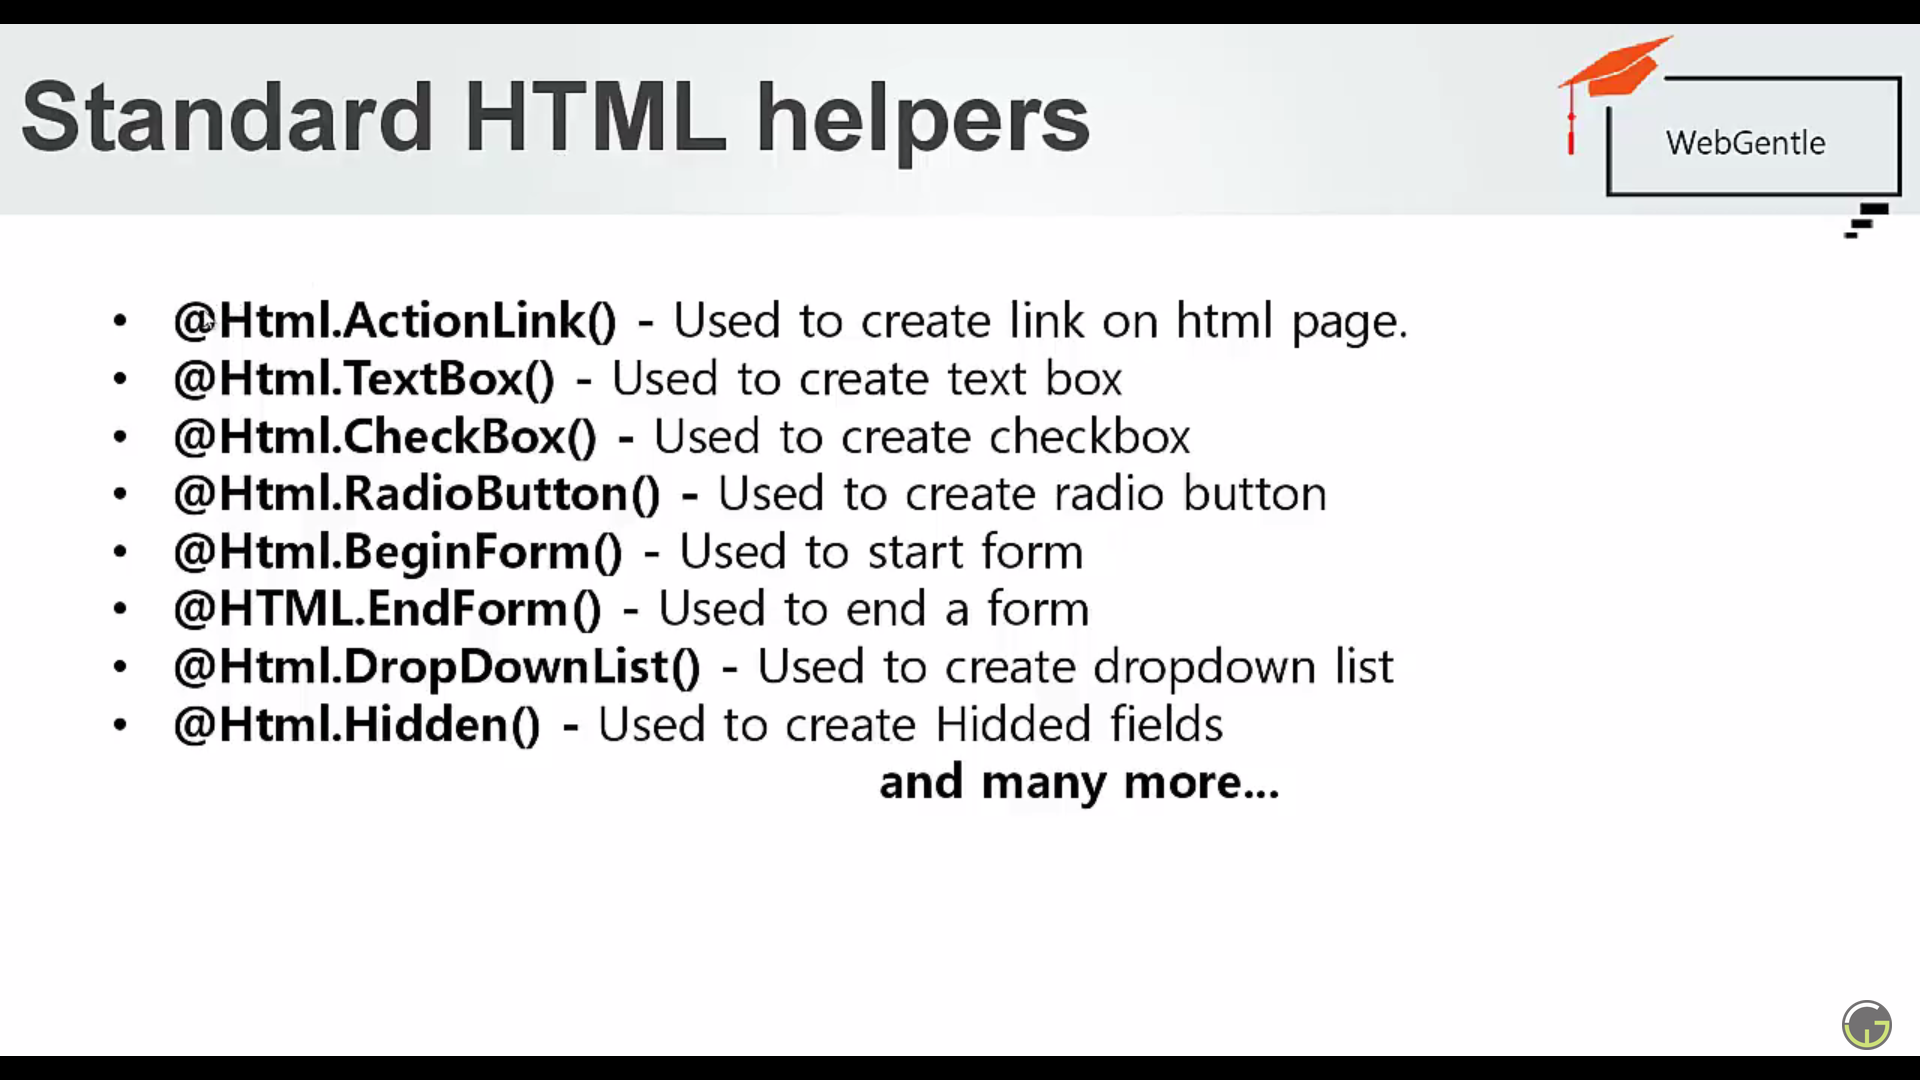 Standard HTML helpers
WebGentle
• @Html.ActionLink() - Used to create link on html page.
• @Html.TextBox() - Used to create text box
• @Html.CheckBox() - Used to create checkbox
• @Html.RadioButton() - Used to create radio button
• @Html.BeginForm() - Used to start form
• @HTML.EndForm() - Used to end a form
• @Html.DropDownList() - Used to create dropdown list
• @Html.Hidden() - Used to create Hidded fields
and many more...